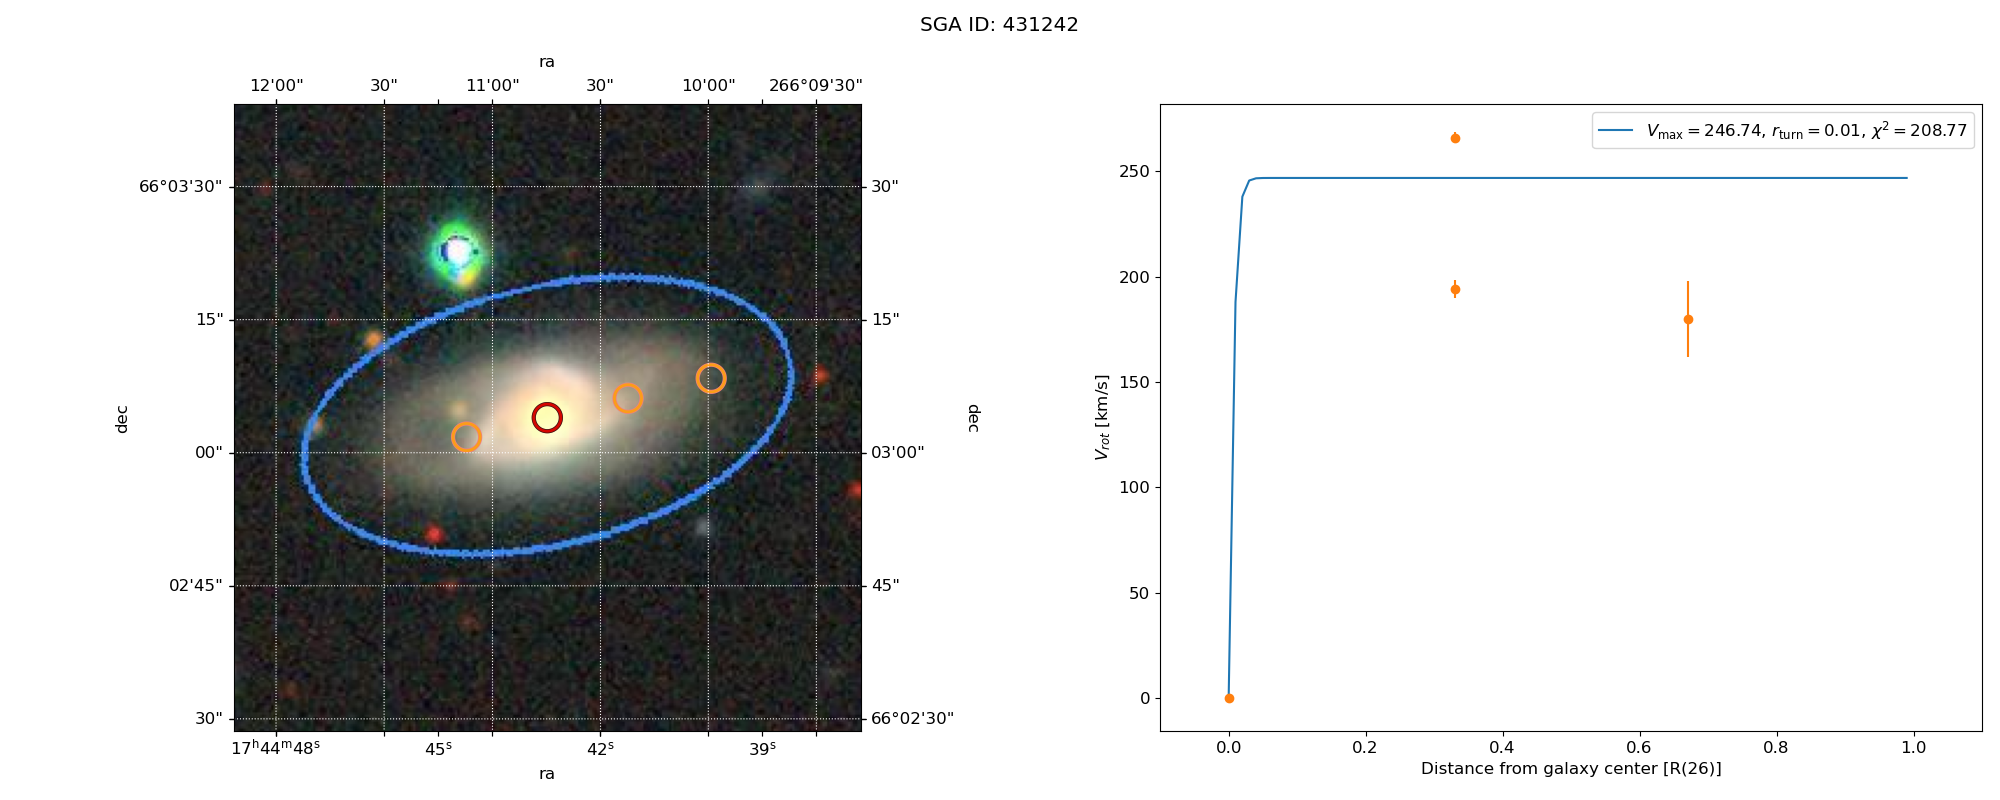 SGA ID: 431242
ra
12'00" 30" 11'00" 30" 10'00" 266°09'30"
66°03'30" 30"
15" 15"
dec dec
00" 03'00"
02'45" 45"
30" 66°02'30"
17ʰ44ᵐ48ˢ 45ˢ 42ˢ 39ˢ
ra
V_max = 246.74, r_turn = 0.01, χ² = 208.77
250
200
150
100
50
0
V_rot [km/s]
0.0 0.2 0.4 0.6 0.8 1.0
Distance from galaxy center [R(26)]